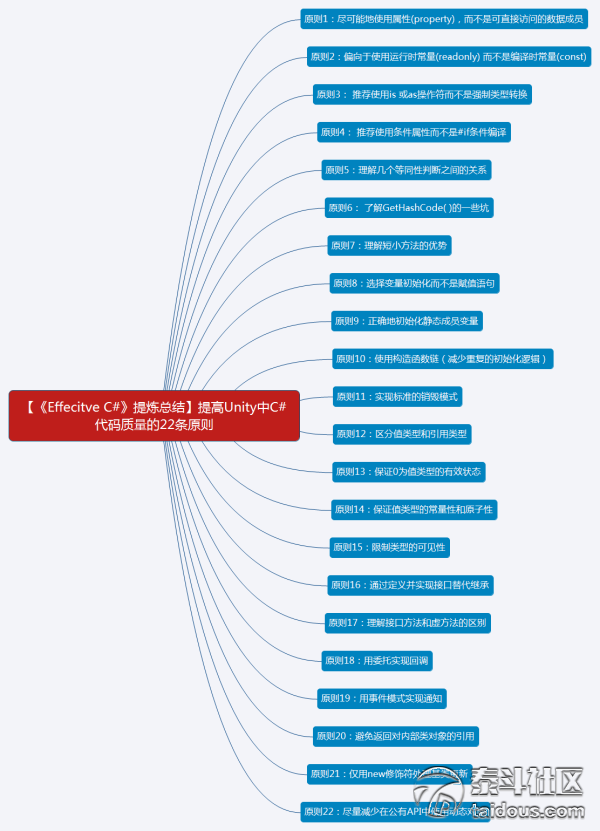 原则1：尽可能地使用属性(property)，而不是可直接访问的数据成员
原则2：偏向于使用运行时常量(readonly) 而不是编译时常量(const)
原则3： 推荐使用is 或as操作符而不是强制类型转换
原则4： 推荐使用条件属性而不是#if条件编译
原则5：理解几个等同性判断之间的关系
原则6： 了解GetHashCode( )的一些坑
原则7：理解短小方法的优势
原则8：选择变量初始化而不是赋值语句
原则9：正确地初始化静态成员变量
原则10：使用构造函数链（减少重复的初始化逻辑）
【《Effecitve C#》提炼总结】提高Unity中C#
代码质量的22条原则
原则11：实现标准的销毁模式
原则12：区分值类型和引用类型
原则13：保证0为值类型的有效状态
原则14：保证值类型的常量性和原子性
原则15：限制类型的可见性
原则16：通过定义并实现接口替代继承
原则17：理解接口方法和虚方法的区别
原则18：用委托实现回调
原则19：用事件模式实现通知
原则20：避免返回对内部类对象的引用
原则21：仅用new修饰符处 更新
原则22：尽量减少在公有API中 动态对
泰斗社区
taidous.com